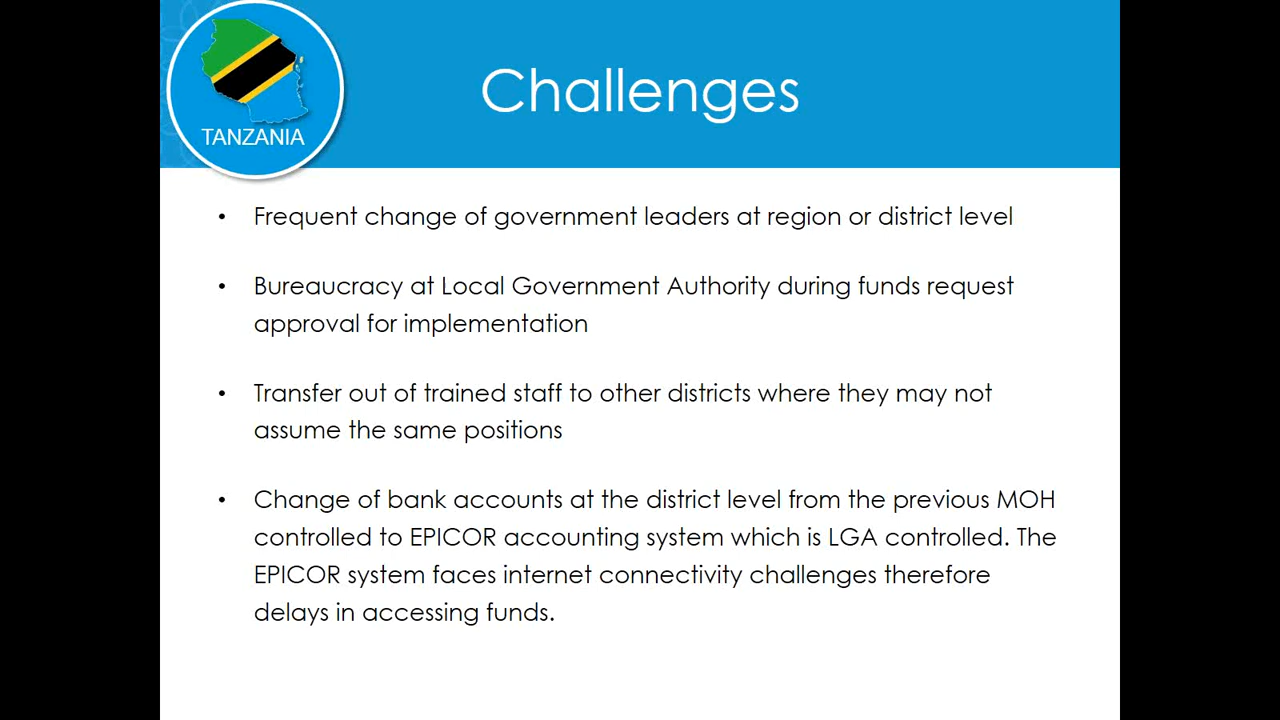 TANZANIA
Challenges
• Frequent change of government leaders at region or district level
• Bureaucracy at Local Government Authority during funds request
approval for implementation
• Transfer out of trained staff to other districts where they may not
assume the same positions
• Change of bank accounts at the district level from the previous MOH
controlled to EPICOR accounting system which is LGA controlled. The
EPICOR system faces internet connectivity challenges therefore
delays in accessing funds.